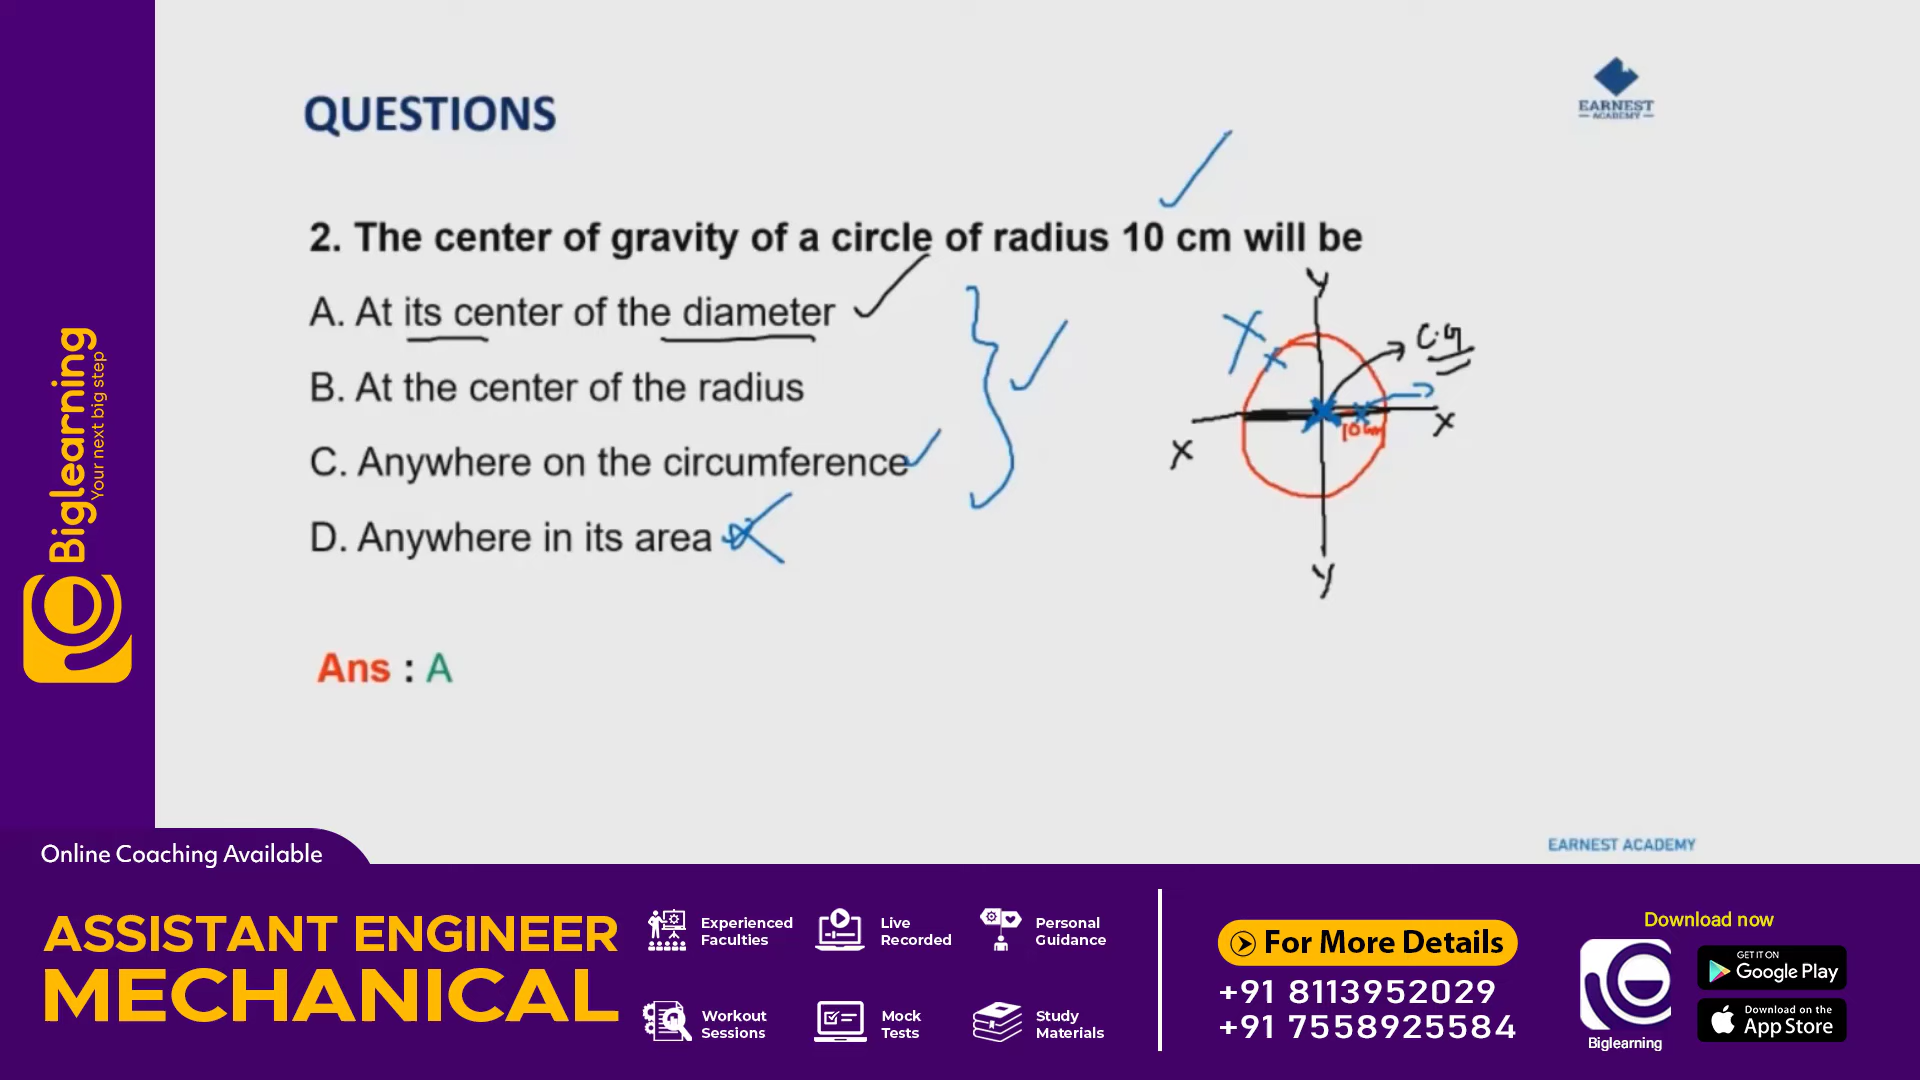 QUESTIONS
EARNEST
ACADEMY
2. The center of gravity of a circle of radius 10 cm will be
A. At its center of the diameter
B. At the center of the radius
C. Anywhere on the circumference
D. Anywhere in its area
Y
C.G
X
X
10cm
Y
Ans : A
Biglearning
Your next big step
EARNEST ACADEMY
Online Coaching Available
ASSISTANT ENGINEER
MECHANICAL
Experienced
Faculties
Live
Recorded
Personal
Guidance
Workout
Sessions
Mock
Tests
Study
Materials
For More Details
+91 8113952029
+91 7558925584
Download now
Biglearning
GET IT ON
Google Play
Download on the
App Store